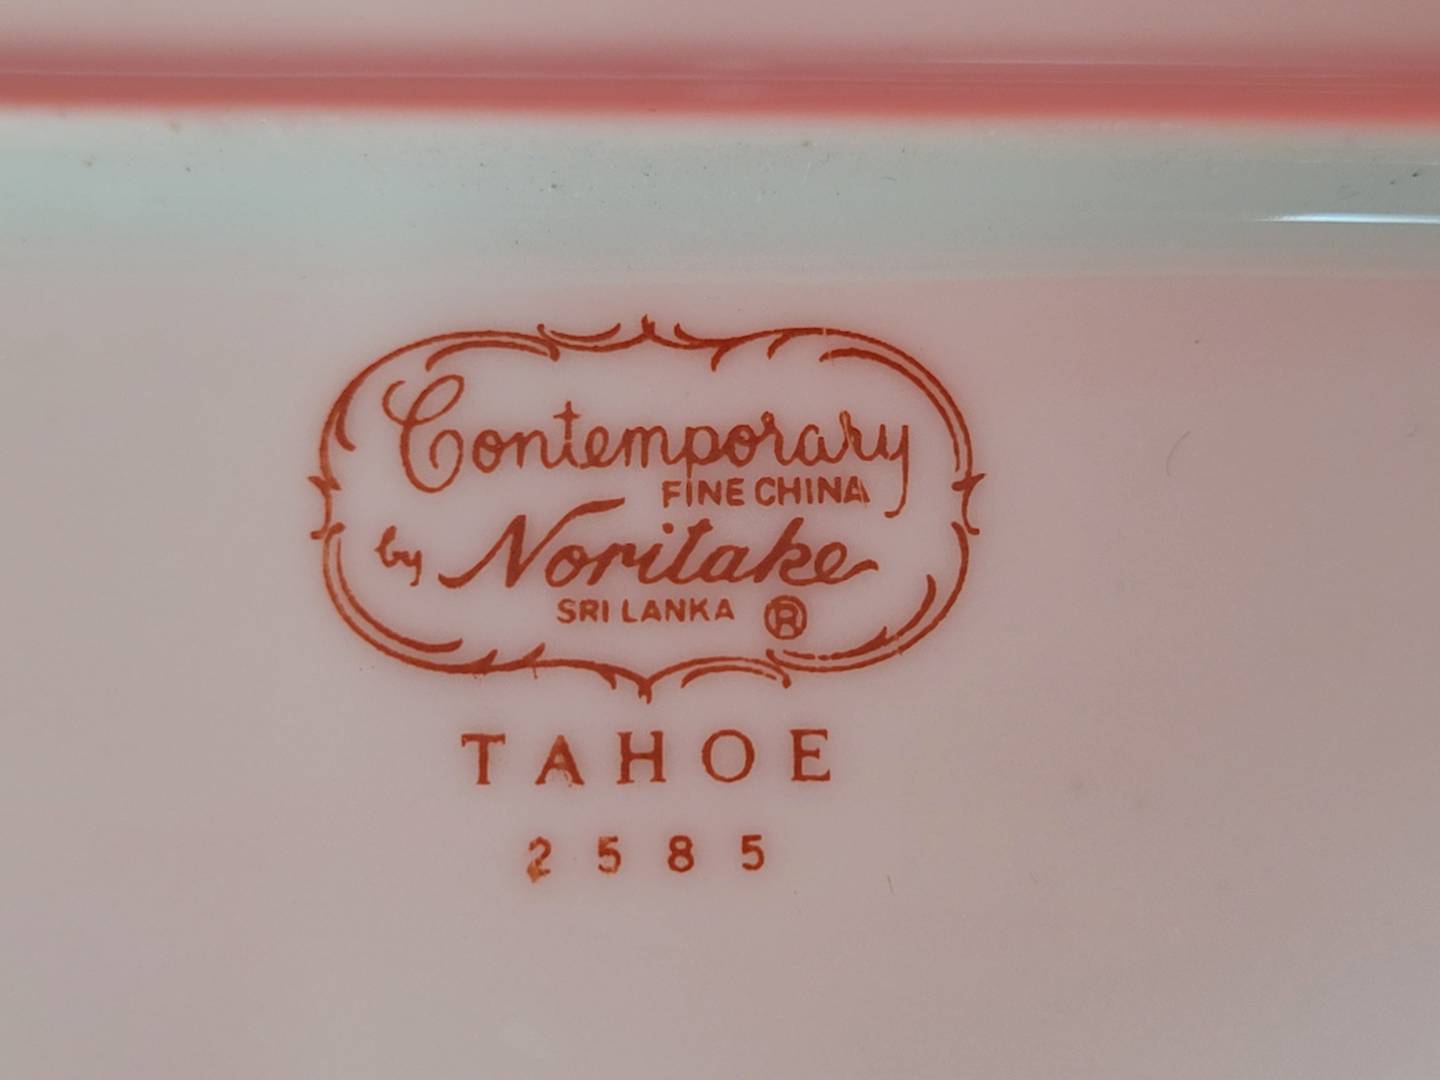 Contemporary
FINE CHINA
by Noritake
SRI LANKA ®
TAHOE
2585